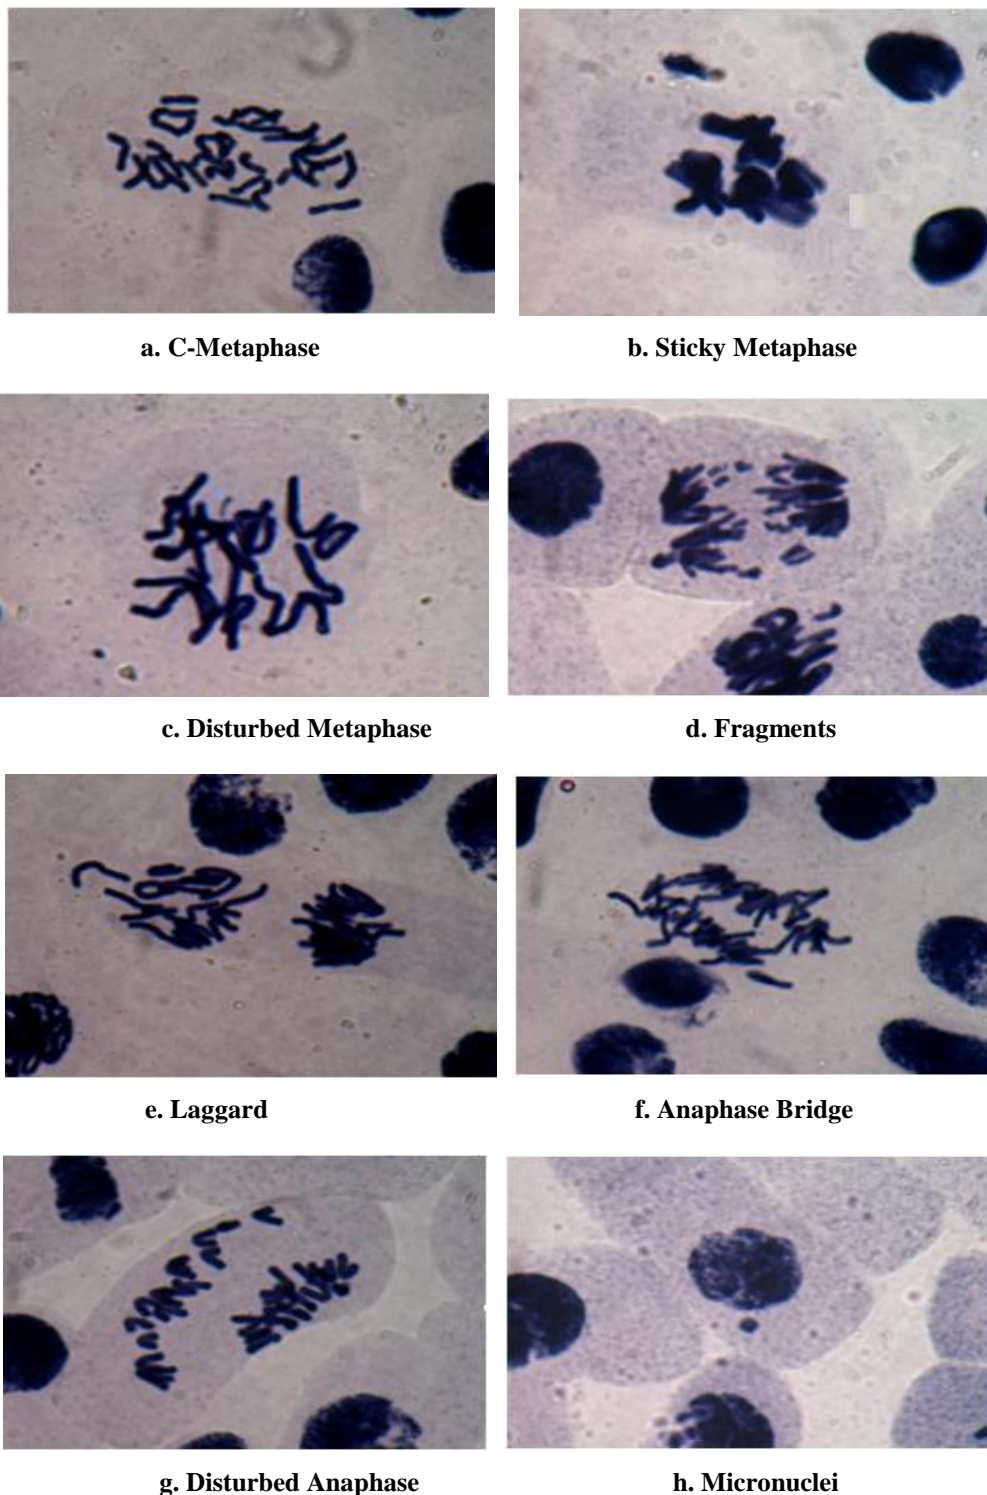 a. C-Metaphase
b. Sticky Metaphase
c. Disturbed Metaphase
d. Fragments
e. Laggard
f. Anaphase Bridge
g. Disturbed Anaphase
h. Micronuclei